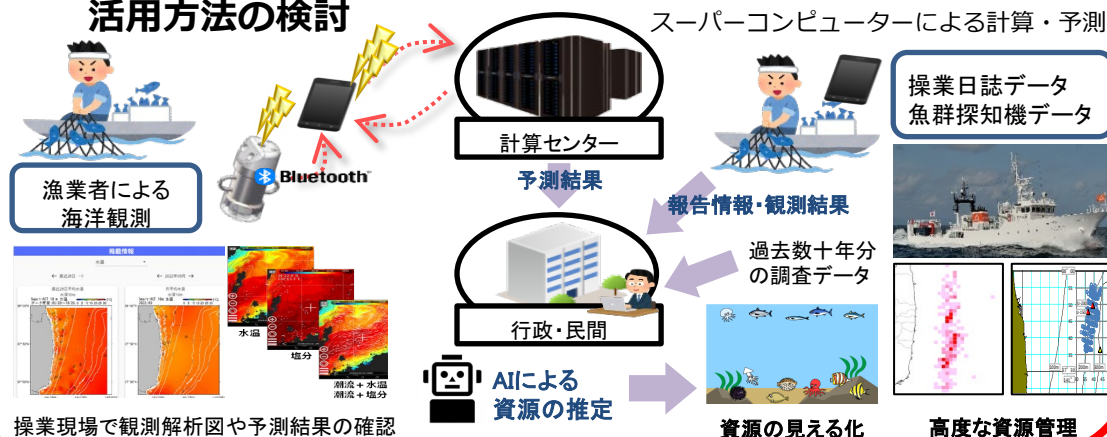 活用方法の検討
スーパーコンピューターによる計算・予測
操業日誌データ
魚群探知機データ
計算センター
Bluetooth
漁業者による
海洋観測
予測結果
報告情報・観測結果
過去数十年分
の調査データ
掲載情報
水温
行政・民間
水温
塩分
潮流+水温
潮流+塩分
AIによる
資源の推定
操業現場で観測解析図や予測結果の確認
資源の見える化
高度な資源管理